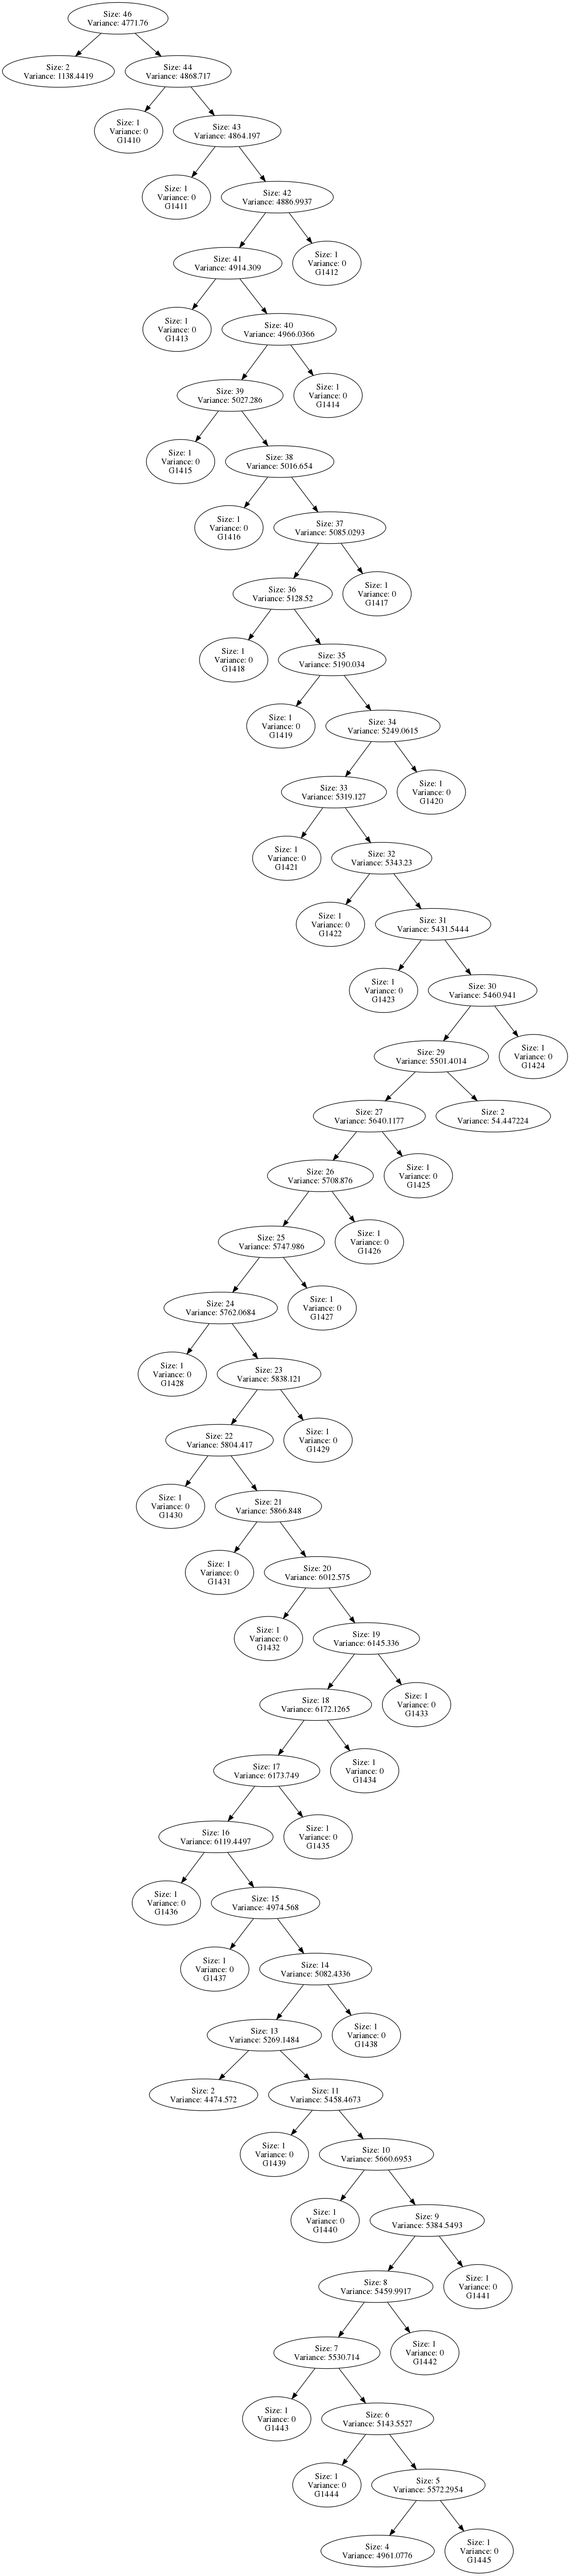 Size: 46
Variance: 4771.76
Size: 2
Variance: 1138.4419
Size: 44
Variance: 4868.717
Size: 1
Variance: 0
G1410
Size: 43
Variance: 4864.197
Size: 1
Variance: 0
G1411
Size: 42
Variance: 4886.9937
Size: 41
Variance: 4914.309
Size: 1
Variance: 0
G1412
Size: 1
Variance: 0
G1413
Size: 40
Variance: 4966.0366
Size: 39
Variance: 5027.286
Size: 1
Variance: 0
G1414
Size: 1
Variance: 0
G1415
Size: 38
Variance: 5016.654
Size: 1
Variance: 0
G1416
Size: 37
Variance: 5085.0293
Size: 36
Variance: 5128.52
Size: 1
Variance: 0
G1417
Size: 1
Variance: 0
G1418
Size: 35
Variance: 5190.034
Size: 1
Variance: 0
G1419
Size: 34
Variance: 5249.0615
Size: 33
Variance: 5319.127
Size: 1
Variance: 0
G1420
Size: 1
Variance: 0
G1421
Size: 32
Variance: 5343.23
Size: 1
Variance: 0
G1422
Size: 31
Variance: 5431.5444
Size: 1
Variance: 0
G1423
Size: 30
Variance: 5460.941
Size: 29
Variance: 5501.4014
Size: 1
Variance: 0
G1424
Size: 27
Variance: 5640.1177
Size: 2
Variance: 54.447224
Size: 26
Variance: 5708.876
Size: 1
Variance: 0
G1425
Size: 25
Variance: 5747.986
Size: 1
Variance: 0
G1426
Size: 24
Variance: 5762.0684
Size: 1
Variance: 0
G1427
Size: 1
Variance: 0
G1428
Size: 23
Variance: 5838.121
Size: 22
Variance: 5804.417
Size: 1
Variance: 0
G1429
Size: 1
Variance: 0
G1430
Size: 21
Variance: 5866.848
Size: 1
Variance: 0
G1431
Size: 20
Variance: 6012.575
Size: 1
Variance: 0
G1432
Size: 19
Variance: 6145.336
Size: 18
Variance: 6172.1265
Size: 1
Variance: 0
G1433
Size: 17
Variance: 6173.749
Size: 1
Variance: 0
G1434
Size: 16
Variance: 6119.4497
Size: 1
Variance: 0
G1435
Size: 1
Variance: 0
G1436
Size: 15
Variance: 4974.568
Size: 1
Variance: 0
G1437
Size: 14
Variance: 5082.4336
Size: 13
Variance: 5269.1484
Size: 1
Variance: 0
G1438
Size: 2
Variance: 4474.572
Size: 11
Variance: 5458.4673
Size: 1
Variance: 0
G1439
Size: 10
Variance: 5660.6953
Size: 1
Variance: 0
G1440
Size: 9
Variance: 5384.5493
Size: 8
Variance: 5459.9917
Size: 1
Variance: 0
G1441
Size: 7
Variance: 5530.714
Size: 1
Variance: 0
G1442
Size: 1
Variance: 0
G1443
Size: 6
Variance: 5143.5527
Size: 1
Variance: 0
G1444
Size: 5
Variance: 5572.2954
Size: 4
Variance: 4961.0776
Size: 1
Variance: 0
G1445